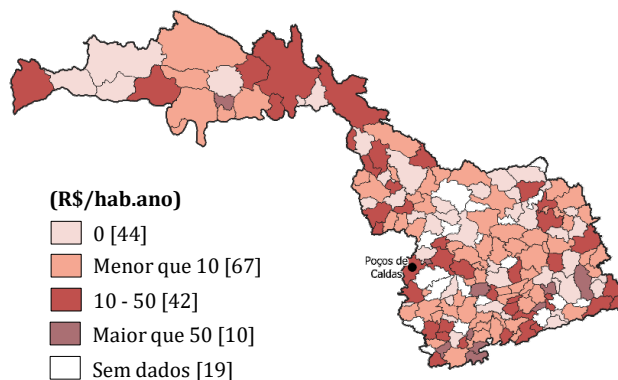 (R$/hab.ano)
0 [44]
Menor que 10 [67]
10 - 50 [42]
Maior que 50 [10]
Sem dados [19]
Poços de
Caldas